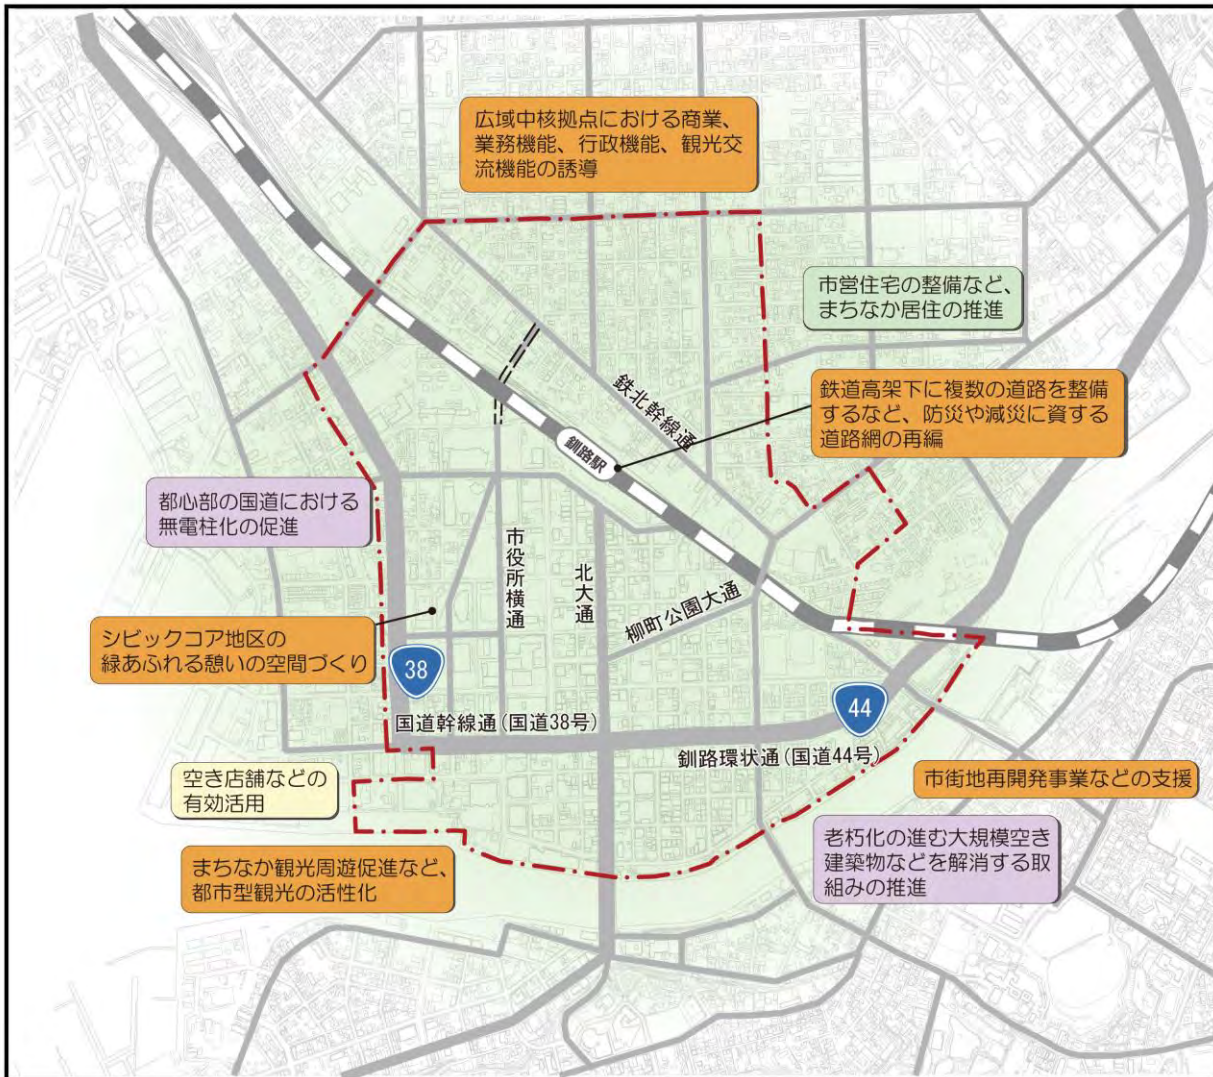 広域中核拠点における商業、
業務機能、行政機能、観光交
流機能の誘導
市営住宅の整備など、
まちなか居住の推進
鉄道高架下に複数の道路を整備
するなど、防災や減災に資する
道路網の再編
鉄北幹線通
釧路駅
都心部の国道における
無電柱化の促進
市役所横通
北大通
柳町公園大通
シビックコア地区の
緑あふれる憩いの空間づくり
38
44
国道幹線通(国道38号)
釧路環状通(国道44号)
空き店舗などの
有効活用
市街地再開発事業などの支援
まちなか観光周遊促進など、
都市型観光の活性化
老朽化の進む大規模空き
建築物などを解消する取
組みの推進